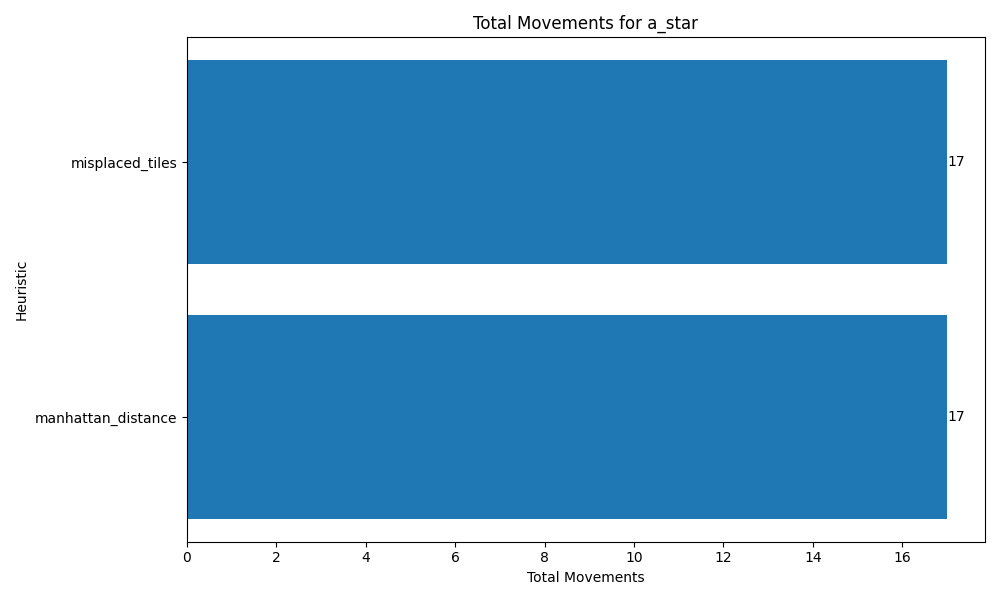 Total Movements for a_star
misplaced_tiles
17
Heuristic
manhattan_distance
17
0 2 4 6 8 10 12 14 16
Total Movements